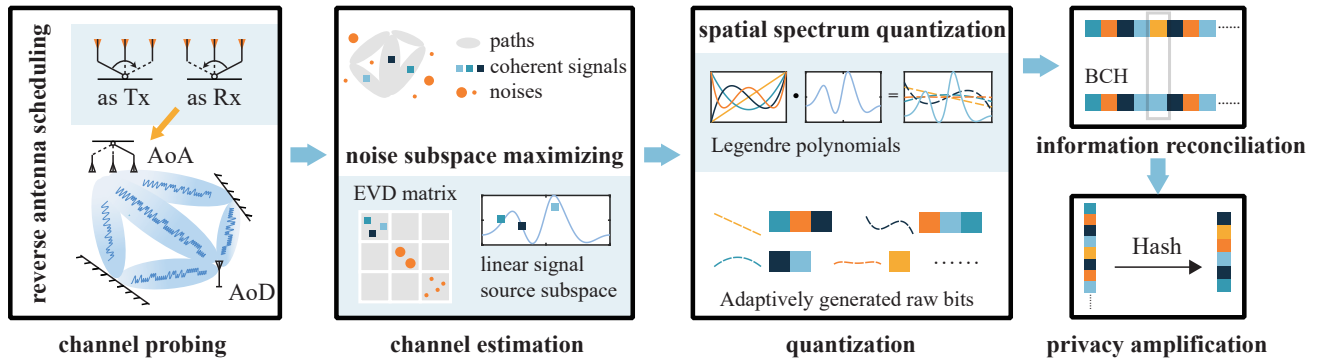 reverse antenna scheduling
as Tx
as Rx
AoA
AoD
channel probing
paths
coherent signals
noises
noise subspace maximizing
EVD matrix
linear signal
source subspace
channel estimation
spatial spectrum quantization
=
Legendre polynomials
......
Adaptively generated raw bits
quantization
BCH
information reconciliation
Hash
privacy amplification